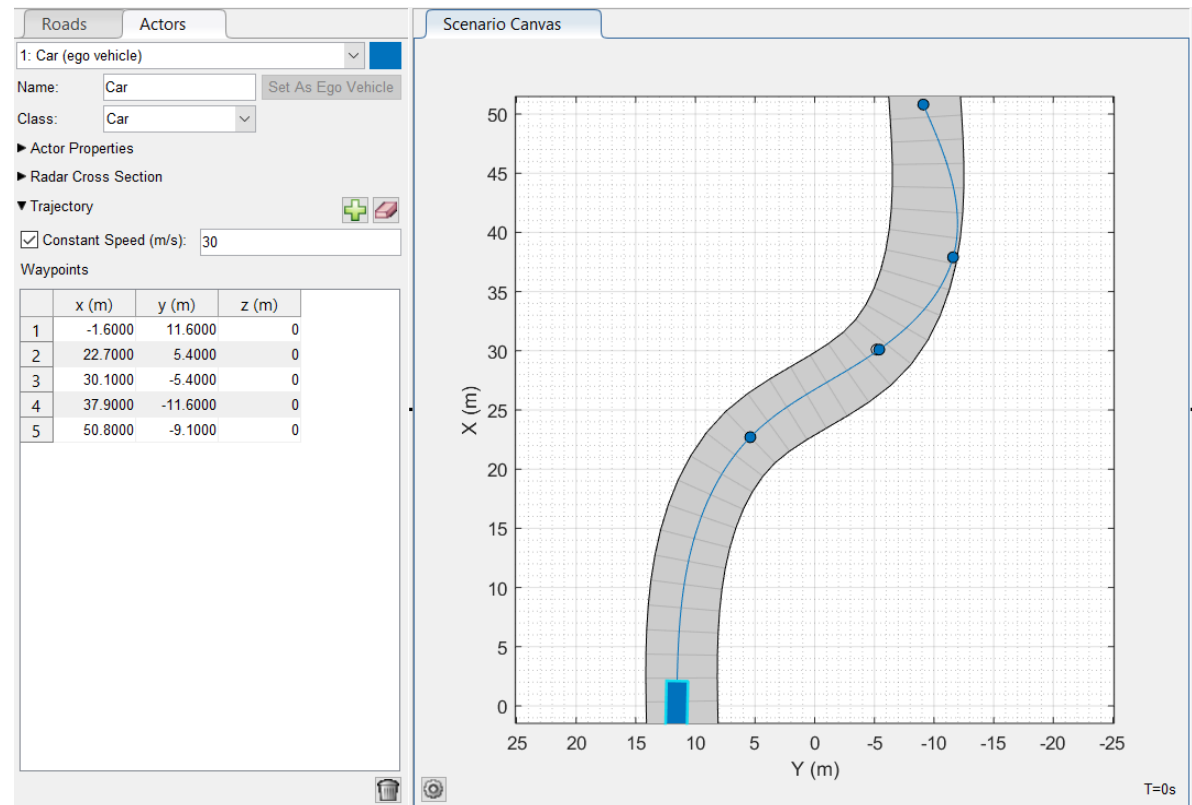 Roads Actors
1: Car (ego vehicle)
Name: Car Set As Ego Vehicle
Class: Car
Actor Properties
Radar Cross Section
Trajectory
Constant Speed (m/s): 30
Waypoints
x (m) y (m) z (m)
1 -1.6000 11.6000 0
2 22.7000 5.4000 0
3 30.1000 -5.4000 0
4 37.9000 -11.6000 0
5 50.8000 -9.1000 0
Scenario Canvas
50
45
40
35
30
25
20
15
10
5
0
X (m)
25 20 15 10 5 0 -5 -10 -15 -20 -25
Y (m)
T=0s